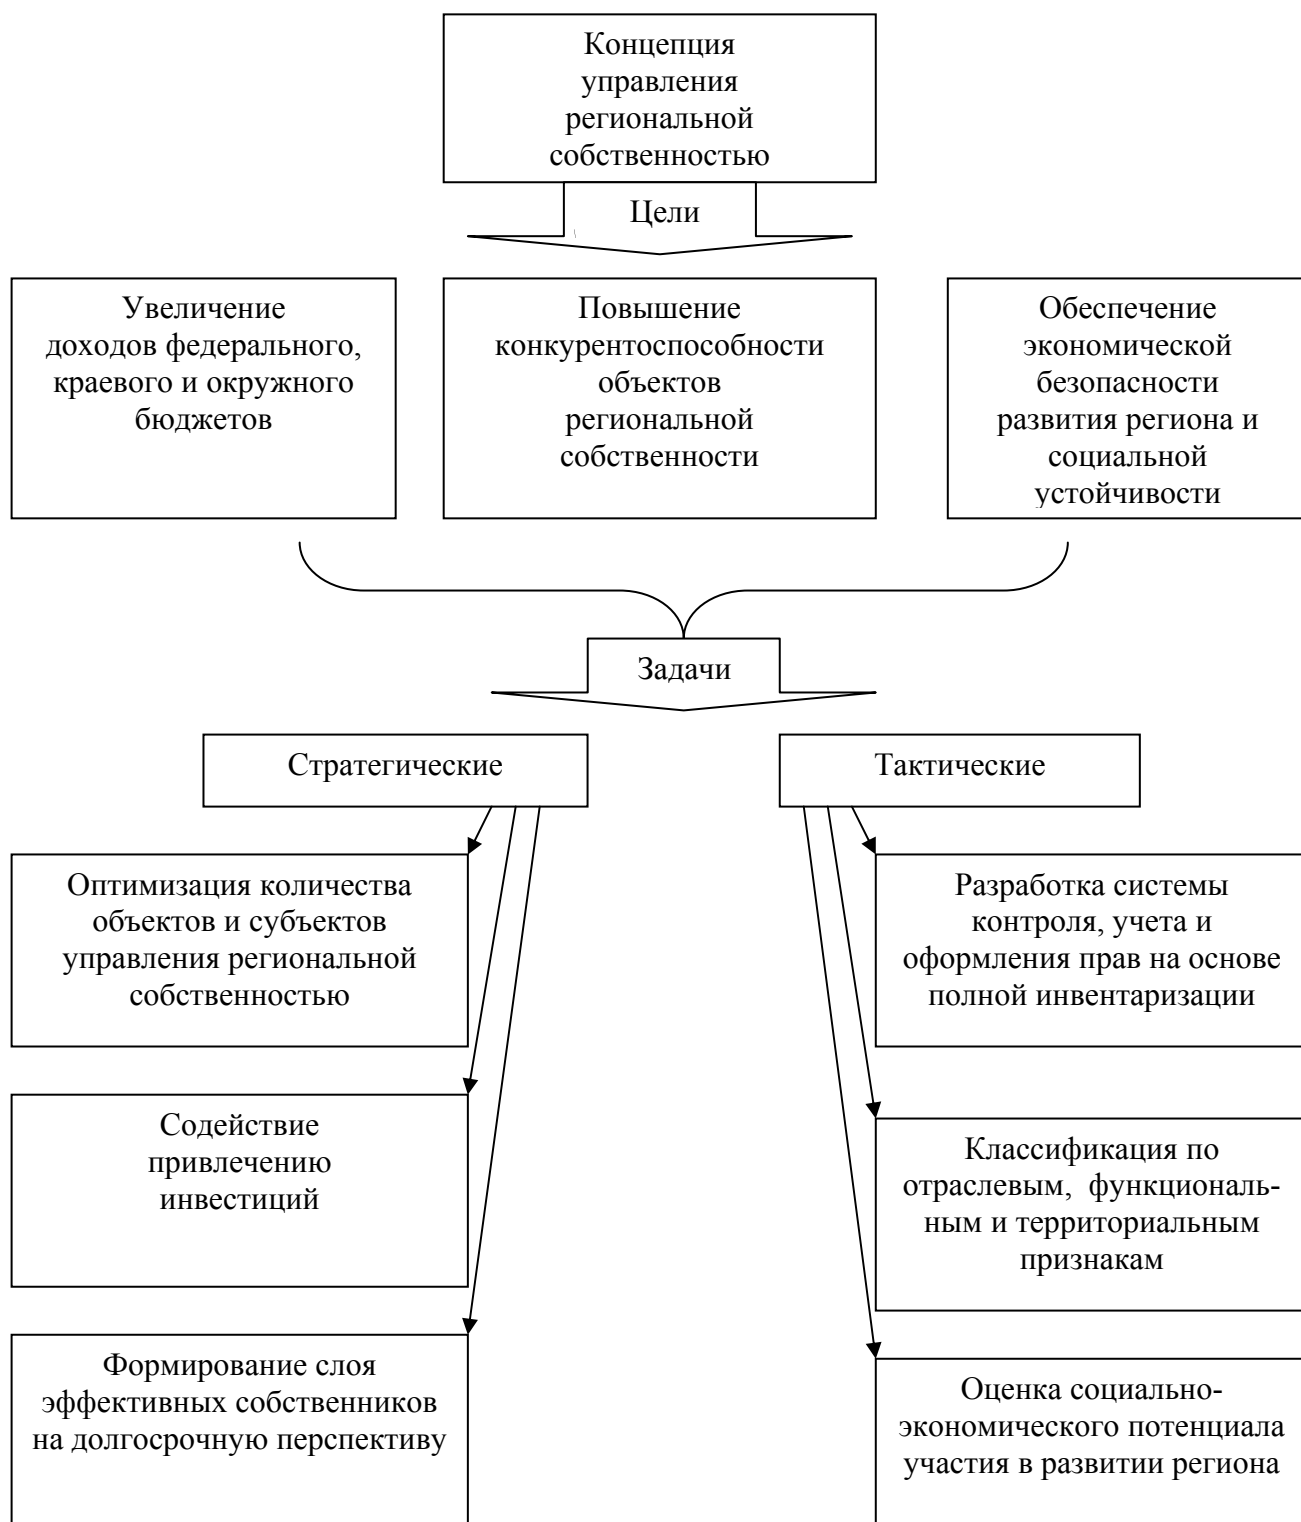 Концепция
управления
региональной
собственностью
Цели
Увеличение
доходов федерального,
краевого и окружного
бюджетов
Повышение
конкурентоспособности
объектов
региональной
собственности
Обеспечение
экономической
безопасности
развития региона и
социальной
устойчивости
Задачи
Стратегические
Тактические
Оптимизация количества
объектов и субъектов
управления региональной
собственностью
Содействие
привлечению
инвестиций
Формирование слоя
эффективных собственников
на долгосрочную перспективу
Разработка системы
контроля, учета и
оформления прав на основе
полной инвентаризации
Классификация по
отраслевым, функциональ-
ным и территориальным
признакам
Оценка социально-
экономического потенциала
участия в развитии региона